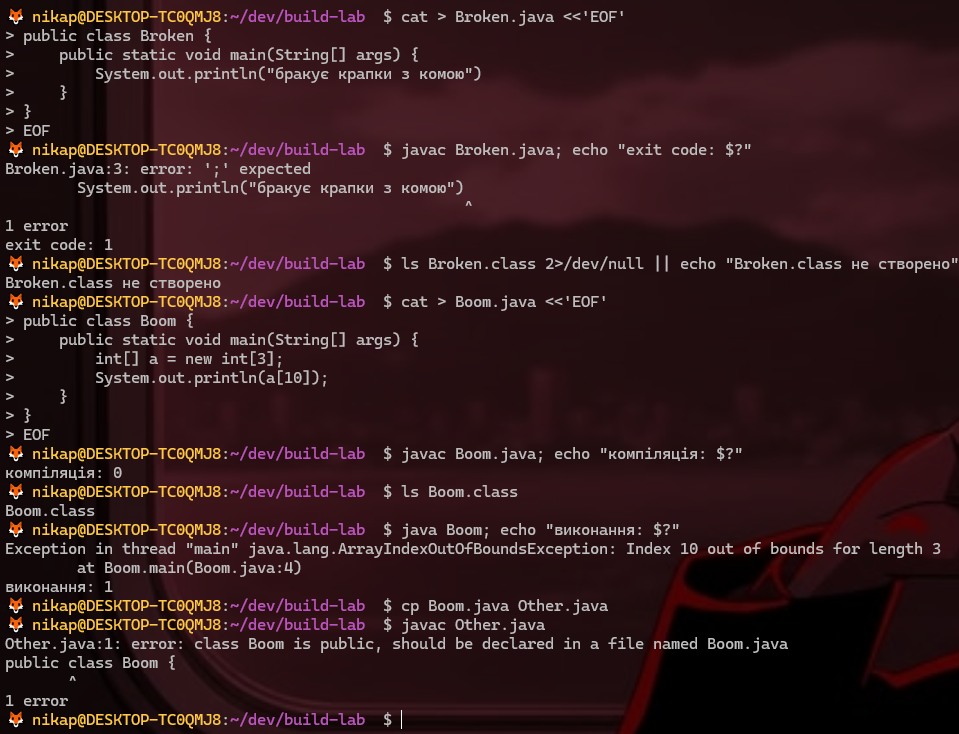 🦊 nikap@DESKTOP-TC0QMJ8:~/dev/build-lab  $ cat > Broken.java <<'EOF'
> public class Broken {
>     public static void main(String[] args) {
>         System.out.println("бракує крапки з комою")
>     }
> }
> EOF
🦊 nikap@DESKTOP-TC0QMJ8:~/dev/build-lab  $ javac Broken.java; echo "exit code: $?"
Broken.java:3: error: ';' expected
        System.out.println("бракує крапки з комою")
                                                   ^
1 error
exit code: 1
🦊 nikap@DESKTOP-TC0QMJ8:~/dev/build-lab  $ ls Broken.class 2>/dev/null || echo "Broken.class не створено"
Broken.class не створено
🦊 nikap@DESKTOP-TC0QMJ8:~/dev/build-lab  $ cat > Boom.java <<'EOF'
> public class Boom {
>     public static void main(String[] args) {
>         int[] a = new int[3];
>         System.out.println(a[10]);
>     }
> }
> EOF
🦊 nikap@DESKTOP-TC0QMJ8:~/dev/build-lab  $ javac Boom.java; echo "компіляція: $?"
компіляція: 0
🦊 nikap@DESKTOP-TC0QMJ8:~/dev/build-lab  $ ls Boom.class
Boom.class
🦊 nikap@DESKTOP-TC0QMJ8:~/dev/build-lab  $ java Boom; echo "виконання: $?"
Exception in thread "main" java.lang.ArrayIndexOutOfBoundsException: Index 10 out of bounds for length 3
        at Boom.main(Boom.java:4)
виконання: 1
🦊 nikap@DESKTOP-TC0QMJ8:~/dev/build-lab  $ cp Boom.java Other.java
🦊 nikap@DESKTOP-TC0QMJ8:~/dev/build-lab  $ javac Other.java
Other.java:1: error: class Boom is public, should be declared in a file named Boom.java
public class Boom {
       ^
1 error
🦊 nikap@DESKTOP-TC0QMJ8:~/dev/build-lab  $